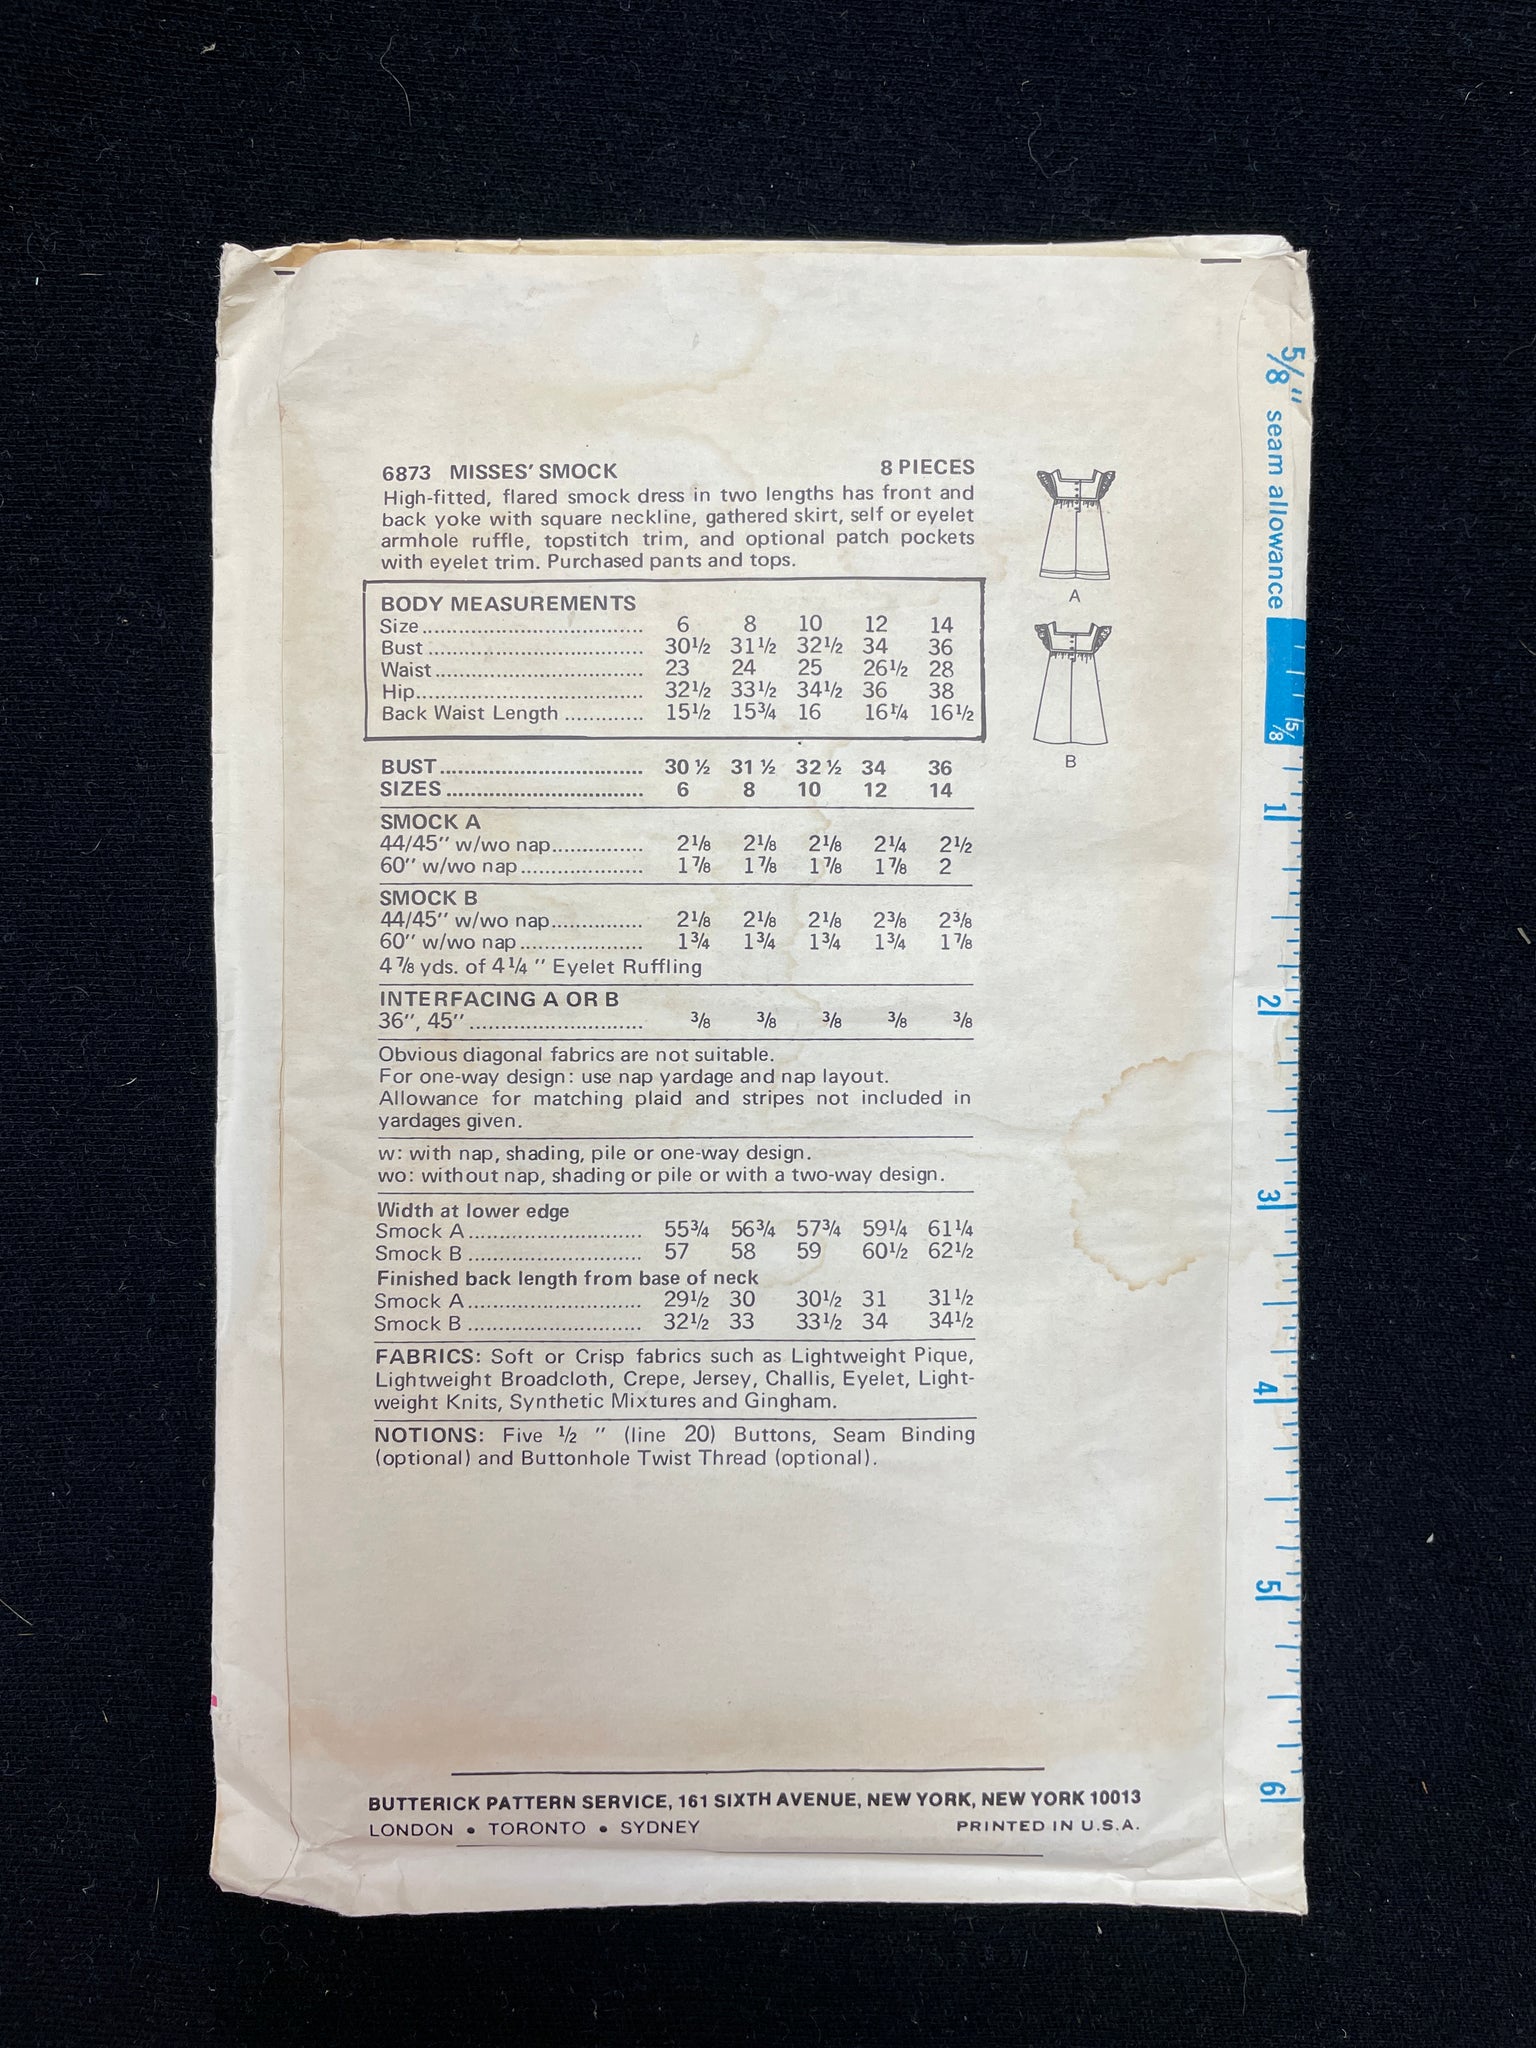 6873 MISSES' SMOCK 8 PIECES
High-fitted, flared smock dress in two lengths has front and
back yoke with square neckline, gathered skirt, self or eyelet
armhole ruffle, topstitch trim, and optional patch pockets
with eyelet trim. Purchased pants and tops.
BODY MEASUREMENTS
Size.................................... 6 8 10 12 14
Bust .................................... 30½ 31½ 32½ 34 36
Waist................................... 23 24 25 26½ 28
Hip...................................... 32½ 33½ 34½ 36 38
Back Waist Length ............. 15½ 15¾ 16 16¼ 16½
BUST.................................. 30 ½ 31 ½ 32 ½ 34 36
SIZES ................................. 6 8 10 12 14
SMOCK A
44/45" w/wo nap............... 2⅛ 2⅛ 2⅛ 2¼ 2½
60" w/wo nap.................... 1⅞ 1⅞ 1⅞ 1⅞ 2
SMOCK B
44/45" w/wo nap............... 2⅛ 2⅛ 2⅛ 2⅜ 2⅜
60" w/wo nap.................... 1¾ 1¾ 1¾ 1¾ 1⅞
4⅞ yds. of 4¼ " Eyelet Ruffling
INTERFACING A OR B
36", 45" ............................ ⅜ ⅜ ⅜ ⅜ ⅜
Obvious diagonal fabrics are not suitable.
For one-way design: use nap yardage and nap layout.
Allowance for matching plaid and stripes not included in
yardages given.
w: with nap, shading, pile or one-way design.
wo: without nap, shading or pile or with a two-way design.
Width at lower edge
Smock A ............................ 55¾ 56¾ 57¾ 59¼ 61¼
Smock B ............................ 57 58 59 60½ 62½
Finished back length from base of neck
Smock A ............................ 29½ 30 30½ 31 31½
Smock B ............................ 32½ 33 33½ 34 34½
FABRICS: Soft or Crisp fabrics such as Lightweight Pique,
Lightweight Broadcloth, Crepe, Jersey, Challis, Eyelet, Light-
weight Knits, Synthetic Mixtures and Gingham.
NOTIONS: Five ½ " (line 20) Buttons, Seam Binding
(optional) and Buttonhole Twist Thread (optional).
A
B
5/8" seam allowance
5/8
1
2
3
4
5
6
BUTTERICK PATTERN SERVICE, 161 SIXTH AVENUE, NEW YORK, NEW YORK 10013
LONDON • TORONTO • SYDNEY PRINTED IN U.S.A.